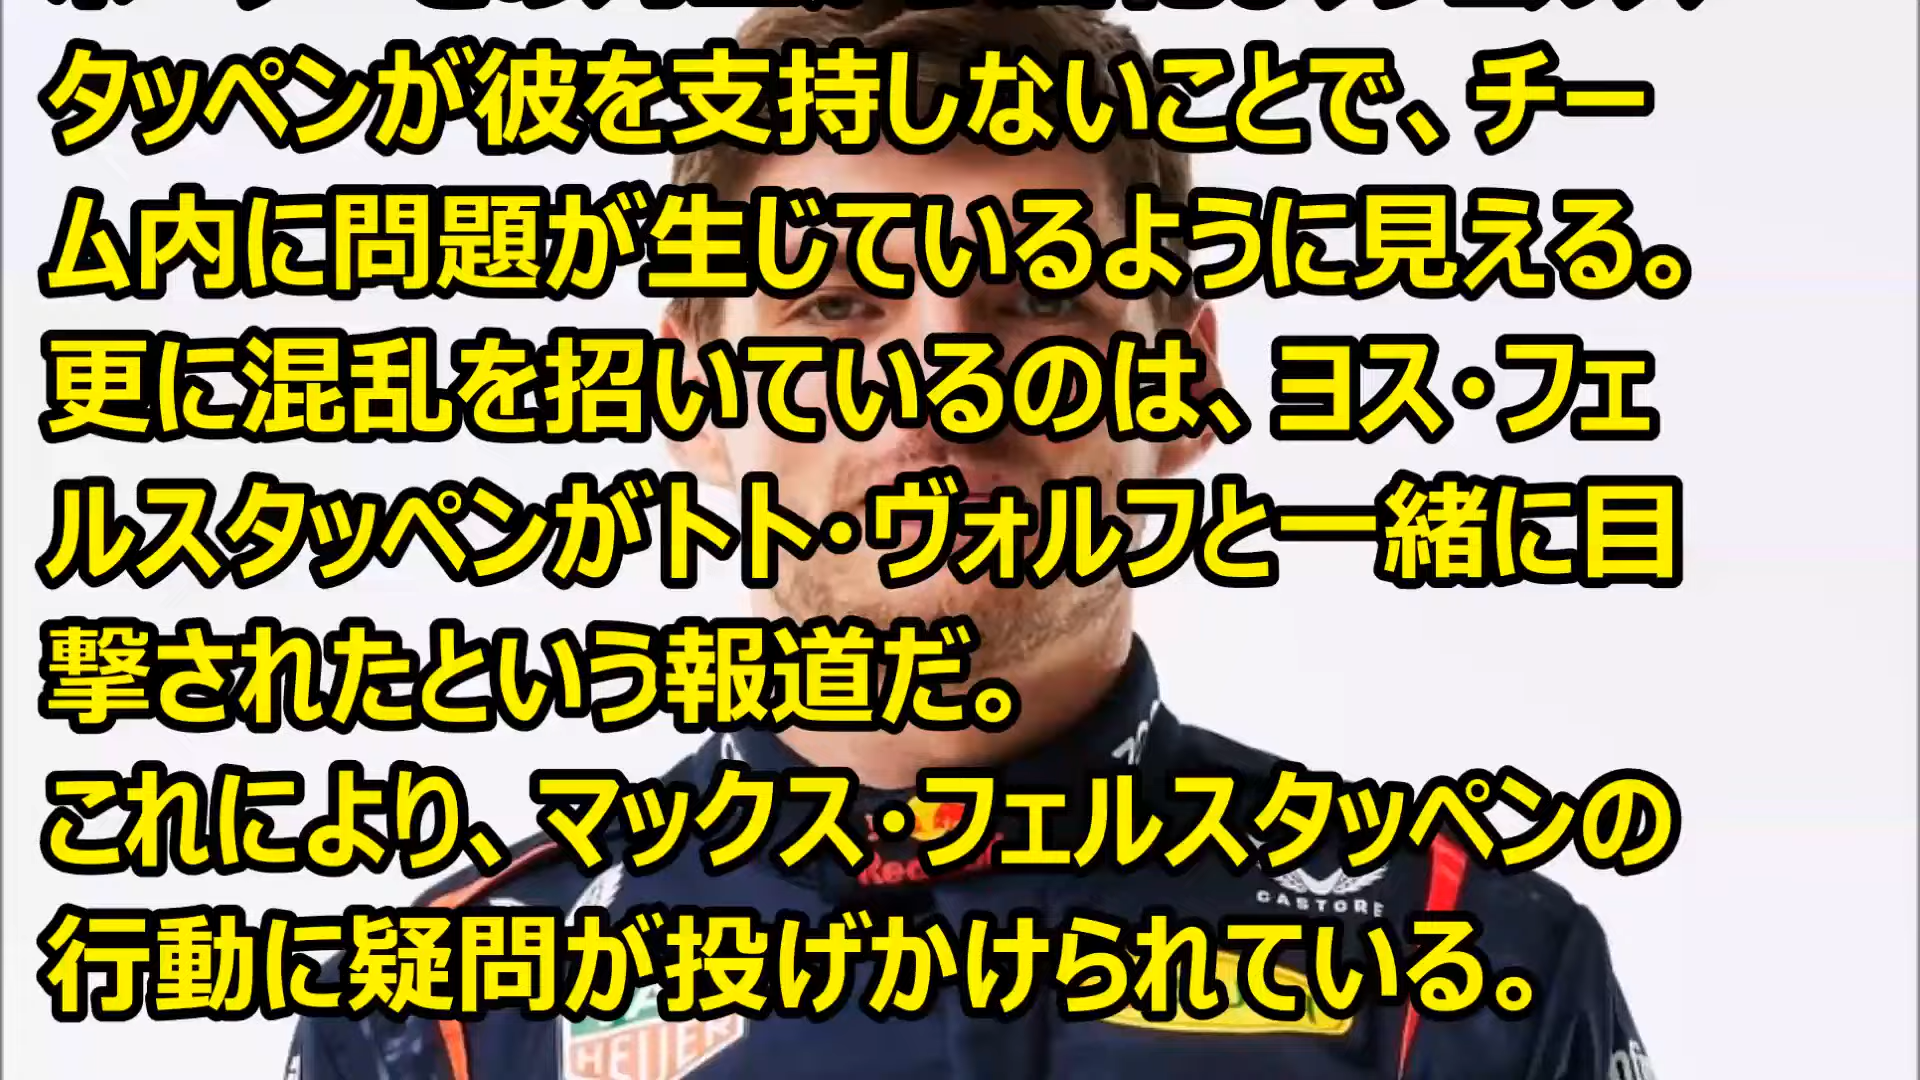 タッペンが彼を支持しないことで、チー
ム内に問題が生じているように見える。
更に混乱を招いているのは、ヨス・フェ
ルスタッペンがトト・ヴォルフと一緒に目
撃されたという報道だ。
これにより、マックス・フェルスタッペンの
行動に疑問が投げかけられている。
CASTORE
HEUER